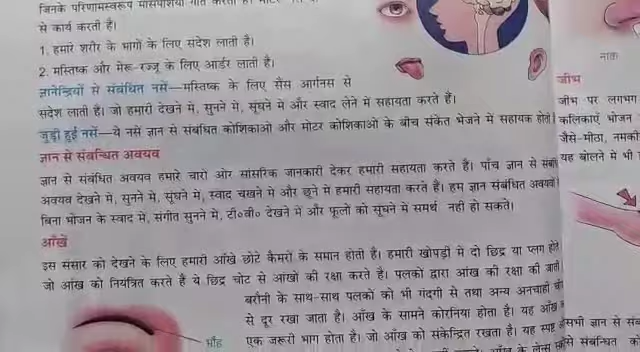 जिनके परिणामस्वरूप मांसपेशियां गति करती हैं।
से कार्य करती हैं।
1. हमारे शरीर के भागों के लिए संदेश लाती है।
2. मस्तिष्क और मेरू-रज्जू के लिए आर्डर लाती है।
ज्ञानेन्द्रियों से संबंधित नसें—मस्तिष्क के लिए सैंस आर्गनस से
संदेश लाती है। जो हमारी देखने में, सुनने में, सूंघने में और स्वाद लेने में सहायता करते हैं।
जुड़ी हुई नसें—ये नसें ज्ञान से संबंधित कोशिकाओं और मोटर कोशिकाओं के बीच संकेत भेजने में सहायक होती
ज्ञान से संबन्धित अवयव
ज्ञान से संबंधित अवयव हमारे चारों ओर सांसरिक जानकारी देकर हमारी सहायता करते हैं। पाँच ज्ञान से
अवयव देखने में, सुनने में, सूंघने में, स्वाद चखने में और छूने में हमारी सहायता करते हैं। हम ज्ञान संबंधित अवयवों
बिना भोजन के स्वाद में, संगीत सुनने में, टी०वी० देखने में और फूलों को सूंघने में समर्थ नहीं हो सकते।
आँखें
इस संसार को देखने के लिए हमारी आँखें छोटे कैमरों के समान होती है। हमारी खोपड़ी में दो छिद्र या प्लग होते
जो आँख को नियंत्रित करते हैं ये छिद्र चोट से आंखों की रक्षा करते है। पलकों द्वारा आंख की रक्षा की जाती
बरौनी के साथ-साथ पलकों को भी गंदगी से तथा अन्य अनचाही
से दूर रखा जाता है। आँख के सामने कोरनिया होता है। यह आँख
भौंह
एक जरूरी भाग होता है। जो आँख को संकेन्द्रित रखता है। यह स्पष्ट
नाक
जीभ
जीभ पर लगभग
कलिकाएं भोजन
जैसे-मीठा, नमकी
यह बोलने में भी
सभी ज्ञान से
से संबन्धित